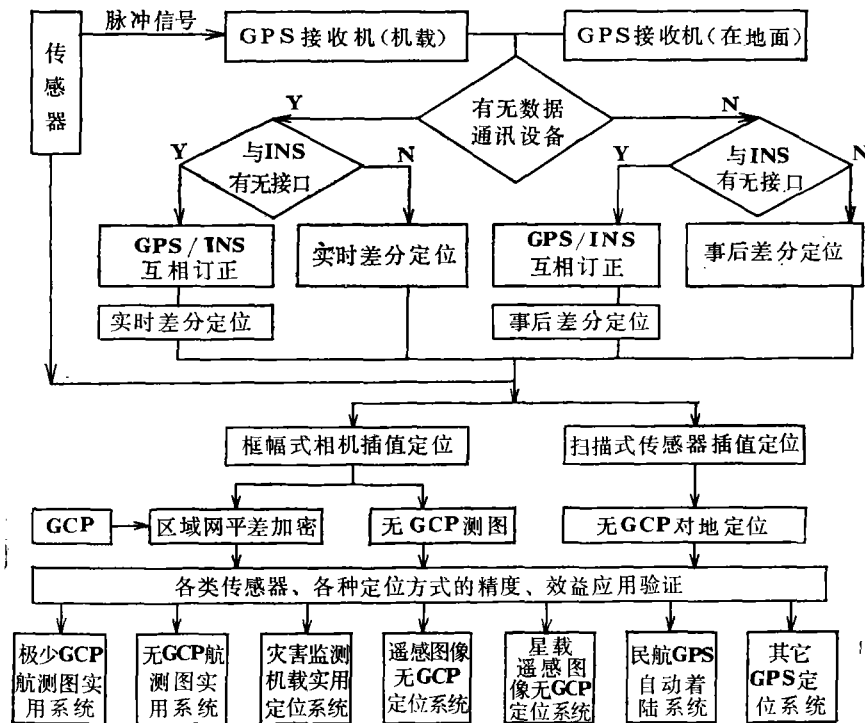 脉冲信号
传
感
器
GPS接收机(机载)
GPS接收机(在地面)
有无数据
通讯设备
Y
N
与INS
有无接口
Y
N
与INS
有无接口
Y
N
GPS/INS
互相订正
实时差分定位
GPS/INS
互相订正
事后差分定位
实时差分定位
事后差分定位
框幅式相机插值定位
扫描式传感器插值定位
GCP
区域网平差加密
无GCP测图
无GCP对地定位
各类传感器、各种定位方式的精度、效益应用验证
极少GCP
航测图实
用系统
无GCP航
测图实
用系统
灾害监测
机载实用
定位系统
遥感图像
无GCP
定位系统
星载
遥感图
像无GCP
定位系统
民航GPS
自动着
陆系统
其它
GPS定
位系统